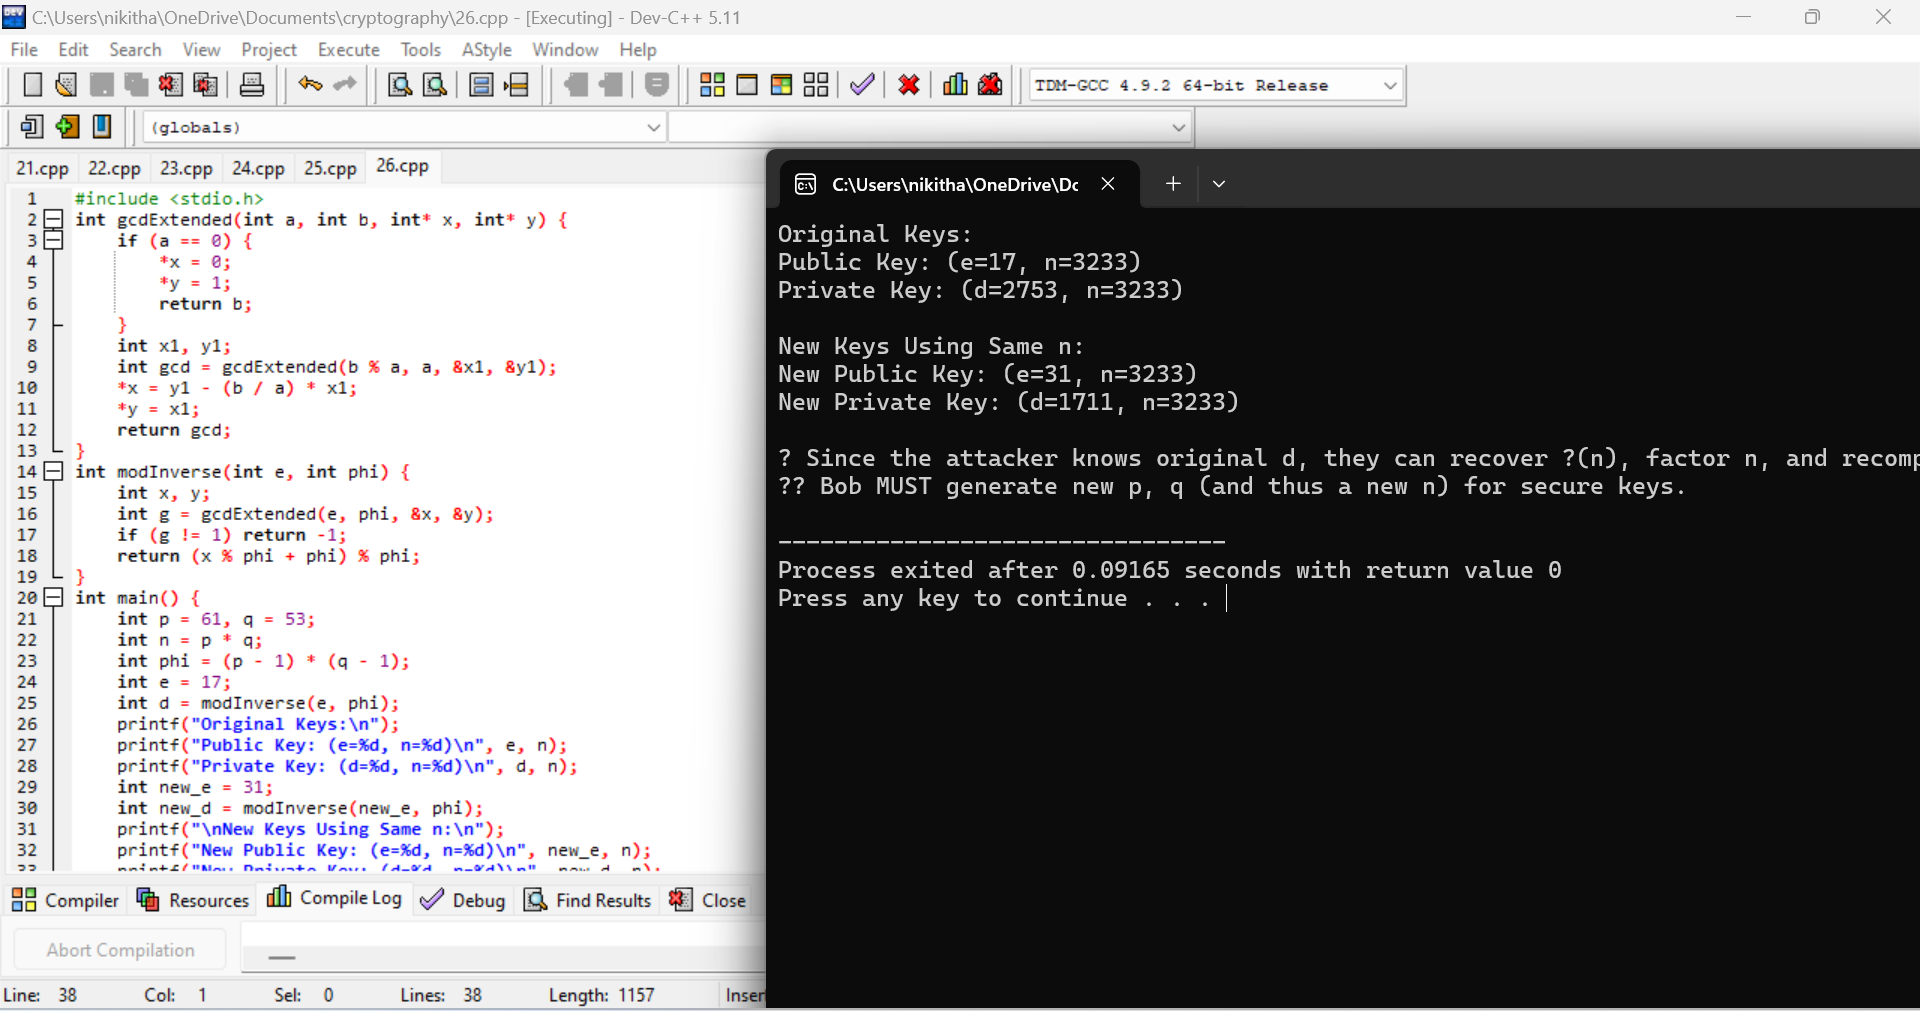 C:\Users\nikitha\OneDrive\Documents\cryptography\26.cpp - [Executing] - Dev-C++ 5.11
File Edit Search View Project Execute Tools AStyle Window Help
TDM-GCC 4.9.2 64-bit Release
(globals)
21.cpp 22.cpp 23.cpp 24.cpp 25.cpp 26.cpp
1 #include <stdio.h>
2 int gcdExtended(int a, int b, int* x, int* y) {
3 if (a == 0) {
4 *x = 0;
5 *y = 1;
6 return b;
7 }
8 int x1, y1;
9 int gcd = gcdExtended(b % a, a, &x1, &y1);
10 *x = y1 - (b / a) * x1;
11 *y = x1;
12 return gcd;
13 }
14 int modInverse(int e, int phi) {
15 int x, y;
16 int g = gcdExtended(e, phi, &x, &y);
17 if (g != 1) return -1;
18 return (x % phi + phi) % phi;
19 }
20 int main() {
21 int p = 61, q = 53;
22 int n = p * q;
23 int phi = (p - 1) * (q - 1);
24 int e = 17;
25 int d = modInverse(e, phi);
26 printf("Original Keys:\n");
27 printf("Public Key: (e=%d, n=%d)\n", e, n);
28 printf("Private Key: (d=%d, n=%d)\n", d, n);
29 int new_e = 31;
30 int new_d = modInverse(new_e, phi);
31 printf("\nNew Keys Using Same n:\n");
32 printf("New Public Key: (e=%d, n=%d)\n", new_e, n);
33 printf("New Private Key: (d=%d, n=%d)\n", new_d, n);
Compiler Resources Compile Log Debug Find Results Close
Abort Compilation
Line: 38 Col: 1 Sel: 0 Lines: 38 Length: 1157 Inser
C:\Users\nikitha\OneDrive\Dc
Original Keys:
Public Key: (e=17, n=3233)
Private Key: (d=2753, n=3233)
New Keys Using Same n:
New Public Key: (e=31, n=3233)
New Private Key: (d=1711, n=3233)
? Since the attacker knows original d, they can recover ?(n), factor n, and recomp
?? Bob MUST generate new p, q (and thus a new n) for secure keys.
--------------------------------
Process exited after 0.09165 seconds with return value 0
Press any key to continue . . .